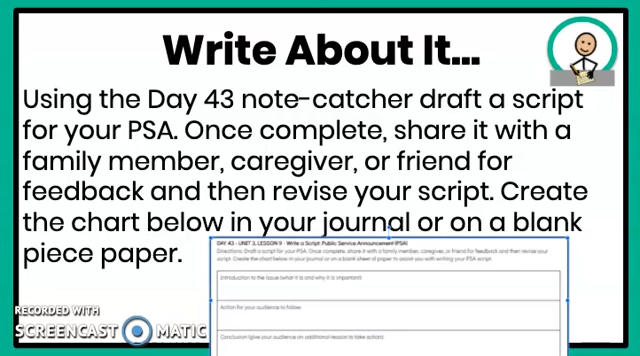 Write About It...
Using the Day 43 note-catcher draft a script
for your PSA. Once complete, share it with a
family member, caregiver, or friend for
feedback and then revise your script. Create
the chart below in your journal or on a blank
piece paper.
DAY 43 - UNIT 3, LESSON 9 - Write a Script: Public Service Announcement (PSA)
Directions: Draft a script for your PSA. Once complete, share it with a family member, caregiver, or friend for feedback and then revise your
script. Create the chart below in your journal or on a blank sheet of paper to assist you with writing your PSA script.
Introduction to the Issue (what it is and why it is important):
Action for your audience to follow:
Conclusion (give your audience an additional reason to take action):
RECORDED WITH
SCREENCAST MATIC